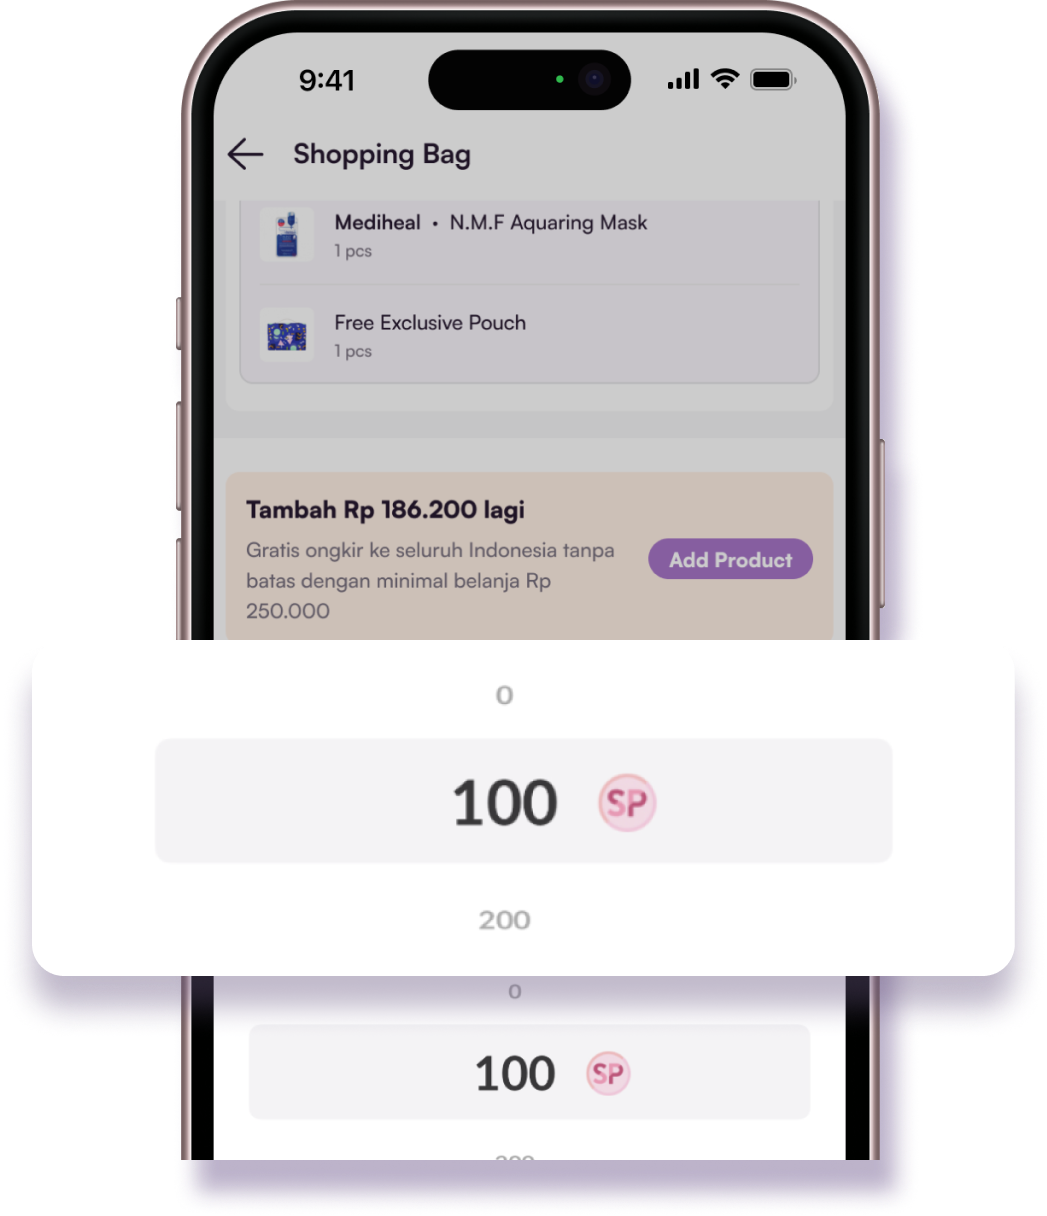 9:41
Shopping Bag
Mediheal • N.M.F Aquaring Mask
1 pcs
Free Exclusive Pouch
1 pcs
Tambah Rp 186.200 lagi
Gratis ongkir ke seluruh Indonesia tanpa
batas dengan minimal belanja Rp
250.000
Add Product
0
100 SP
200
0
100 SP